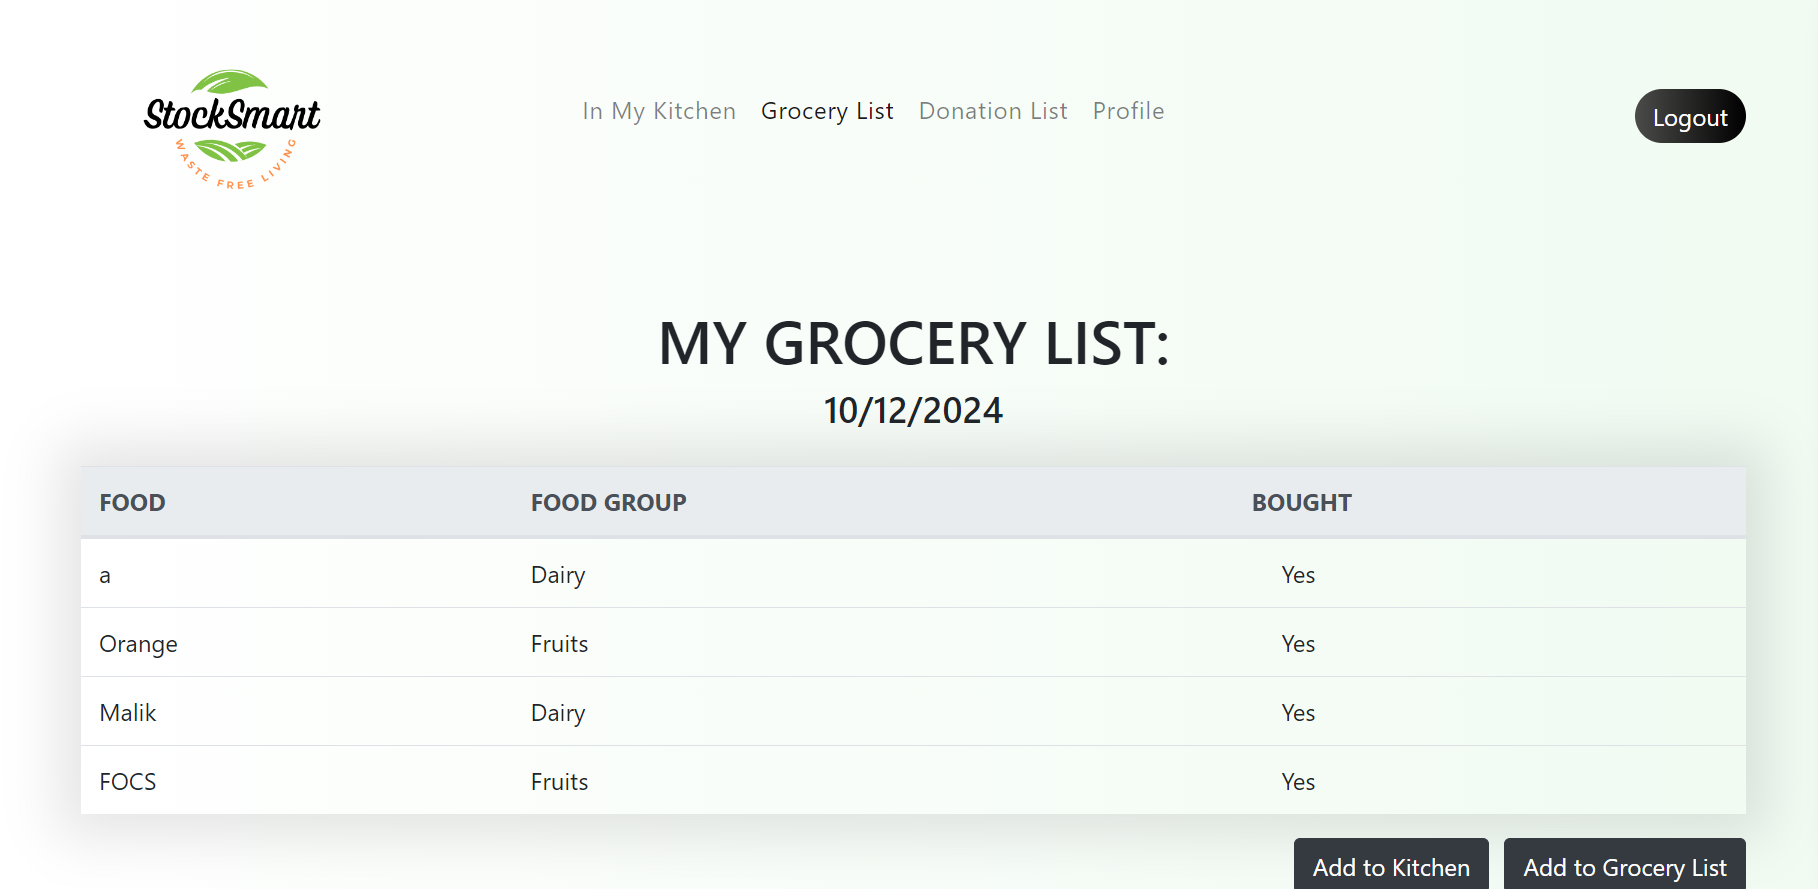 StockSmart
WASTE FREE LIVING
In My Kitchen Grocery List Donation List Profile
Logout
MY GROCERY LIST:
10/12/2024
FOOD FOOD GROUP BOUGHT
a Dairy Yes
Orange Fruits Yes
Malik Dairy Yes
FOCS Fruits Yes
Add to Kitchen Add to Grocery List